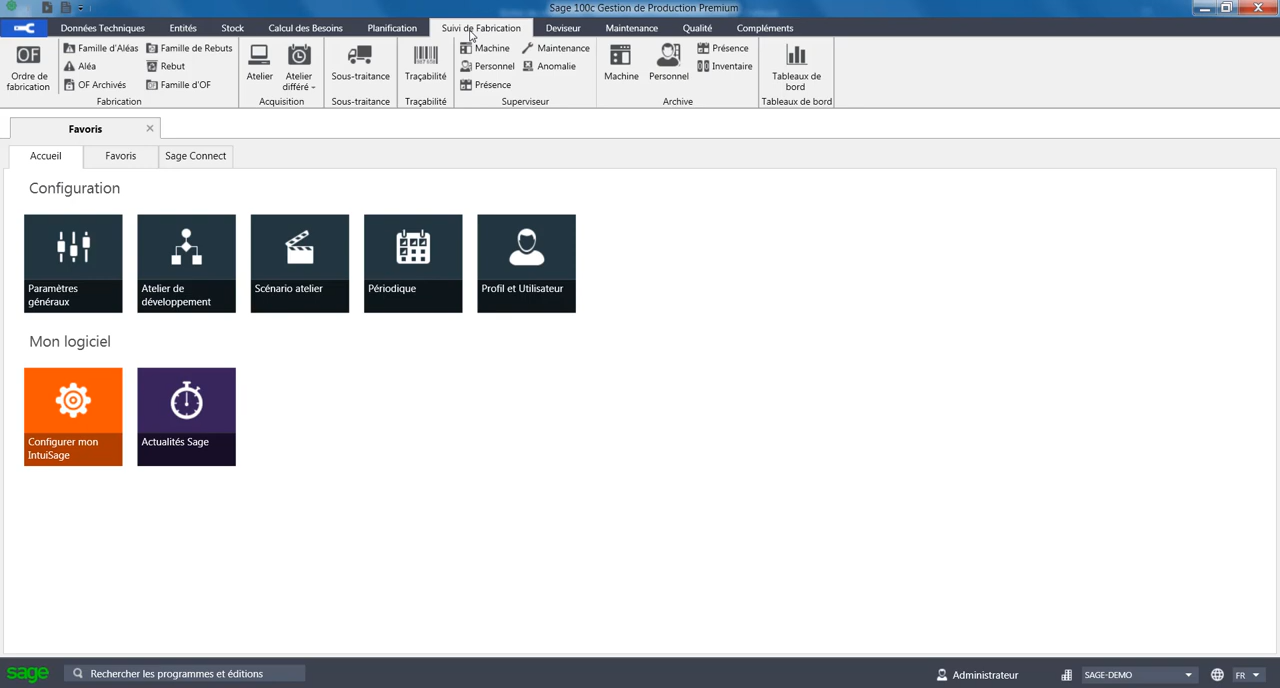 Sage 100c Gestion de Production Premium
Données Techniques Entités Stock Calcul des Besoins Planification Suivi de Fabrication Deviseur Maintenance Qualité Compléments
OF
Ordre de fabrication
Famille d'Aléas
Aléa
OF Archivés
Famille de Rebuts
Rebut
Famille d'OF
Fabrication
Atelier
Atelier différé
Acquisition
Sous-traitance
Sous-traitance
Traçabilité
Traçabilité
Machine
Personnel
Présence
Maintenance
Anomalie
Superviseur
Machine
Personnel
Présence
Inventaire
Archive
Tableaux de bord
Tableaux de bord
Favoris
Accueil Favoris Sage Connect
Configuration
Paramètres généraux
Atelier de développement
Scénario atelier
Périodique
Profil et Utilisateur
Mon logiciel
Configurer mon IntuiSage
Actualités Sage
sage Rechercher les programmes et éditions Administrateur SAGE-DEMO FR